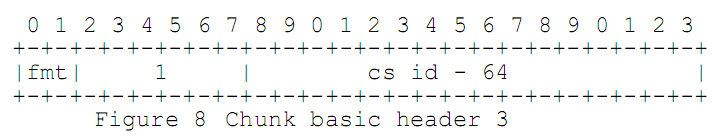 0 1 2 3 4 5 6 7 8 9 0 1 2 3 4 5 6 7 8 9 0 1 2 3
+-+-+-+-+-+-+-+-+-+-+-+-+-+-+-+-+-+-+-+-+-+-+-+-+
|fmt|     1     |         cs id - 64            |
+-+-+-+-+-+-+-+-+-+-+-+-+-+-+-+-+-+-+-+-+-+-+-+-+
Figure 8 Chunk basic header 3